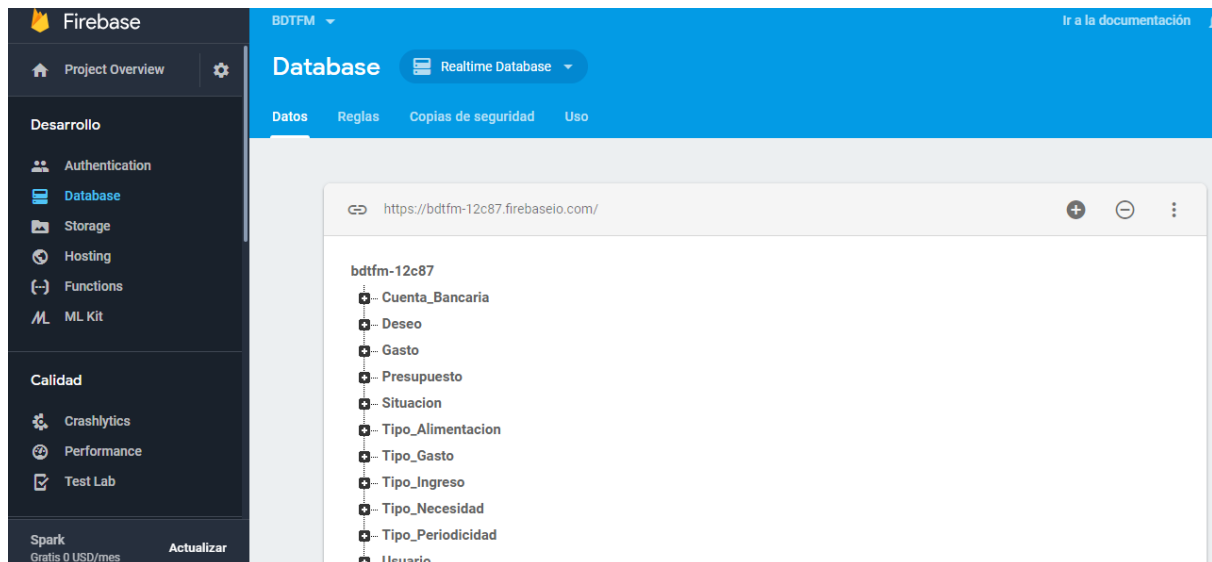 Firebase
Project Overview
Desarrollo
Authentication
Database
Storage
Hosting
Functions
ML Kit
Calidad
Crashlytics
Performance
Test Lab
Spark
Gratis 0 USD/mes
Actualizar
BDTFM
Ir a la documentación
Database
Realtime Database
Datos
Reglas
Copias de seguridad
Uso
https://bdtfm-12c87.firebaseio.com/
bdtfm-12c87
Cuenta_Bancaria
Deseo
Gasto
Presupuesto
Situacion
Tipo_Alimentacion
Tipo_Gasto
Tipo_Ingreso
Tipo_Necesidad
Tipo_Periodicidad
Usuario